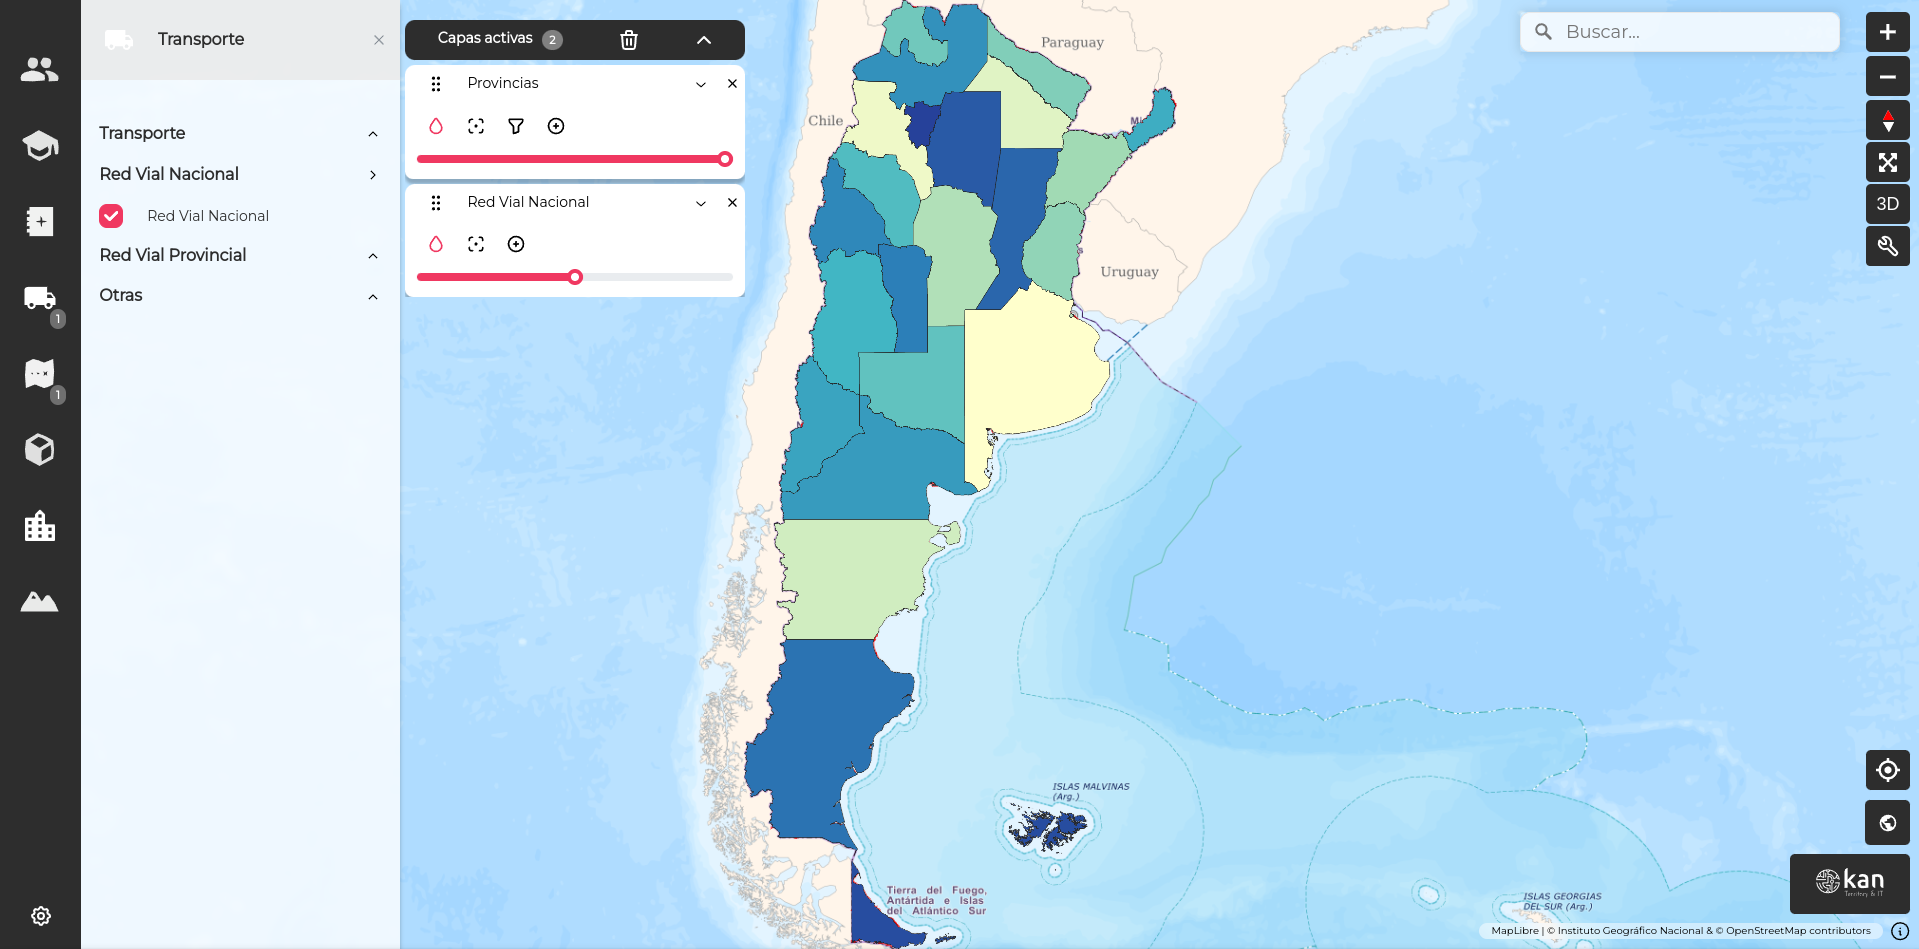 Transporte
Transporte
Red Vial Nacional
Red Vial Nacional
Red Vial Provincial
Otras
1
1
Capas activas 2
Provincias
Red Vial Nacional
Buscar...
3D
Paraguay
Chile
Uruguay
ISLAS MALVINAS
(Arg.)
Tierra del Fuego,
Antártida e Islas
del Atlántico Sur
ISLAS GEORGIAS
DEL SUR (Arg.)
kan
Territory & IT
MapLibre | © Instituto Geográfico Nacional & © OpenStreetMap contributors